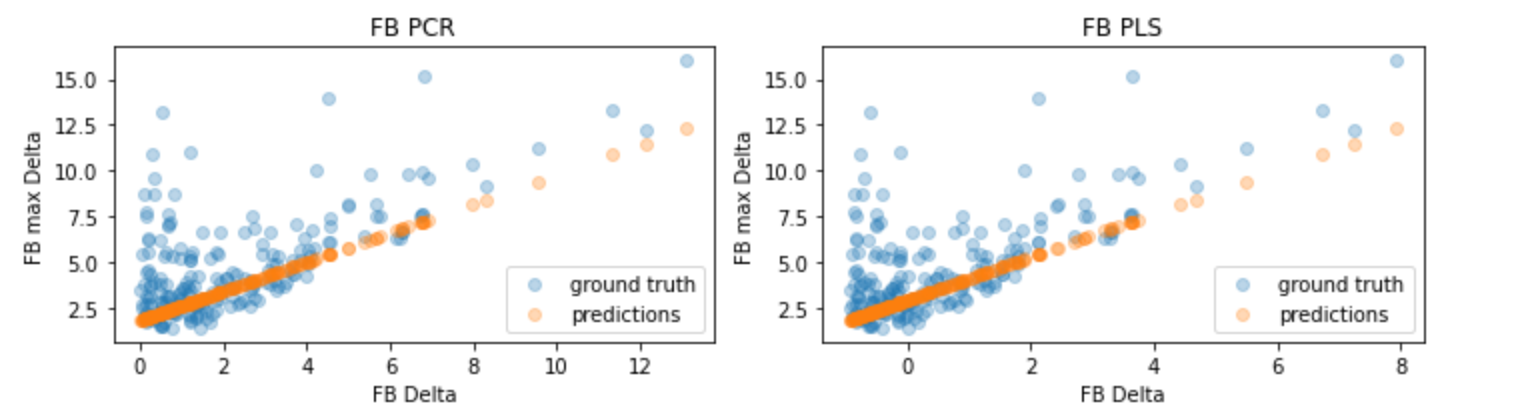 FB PCR
FB max Delta
15.0
12.5
10.0
7.5
5.0
2.5
0 2 4 6 8 10 12
FB Delta
ground truth
predictions
FB PLS
FB max Delta
15.0
12.5
10.0
7.5
5.0
2.5
0 2 4 6 8
FB Delta
ground truth
predictions